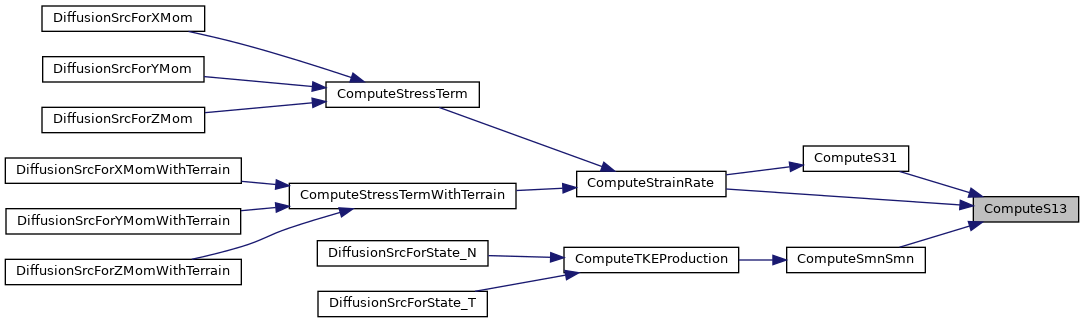 DiffusionSrcForXMom
DiffusionSrcForYMom
ComputeStressTerm
DiffusionSrcForZMom
ComputeS31
DiffusionSrcForXMomWithTerrain
ComputeStrainRate
ComputeStressTermWithTerrain
ComputeS13
DiffusionSrcForYMomWithTerrain
DiffusionSrcForState_N
ComputeTKEProduction
ComputeSmnSmn
DiffusionSrcForZMomWithTerrain
DiffusionSrcForState_T